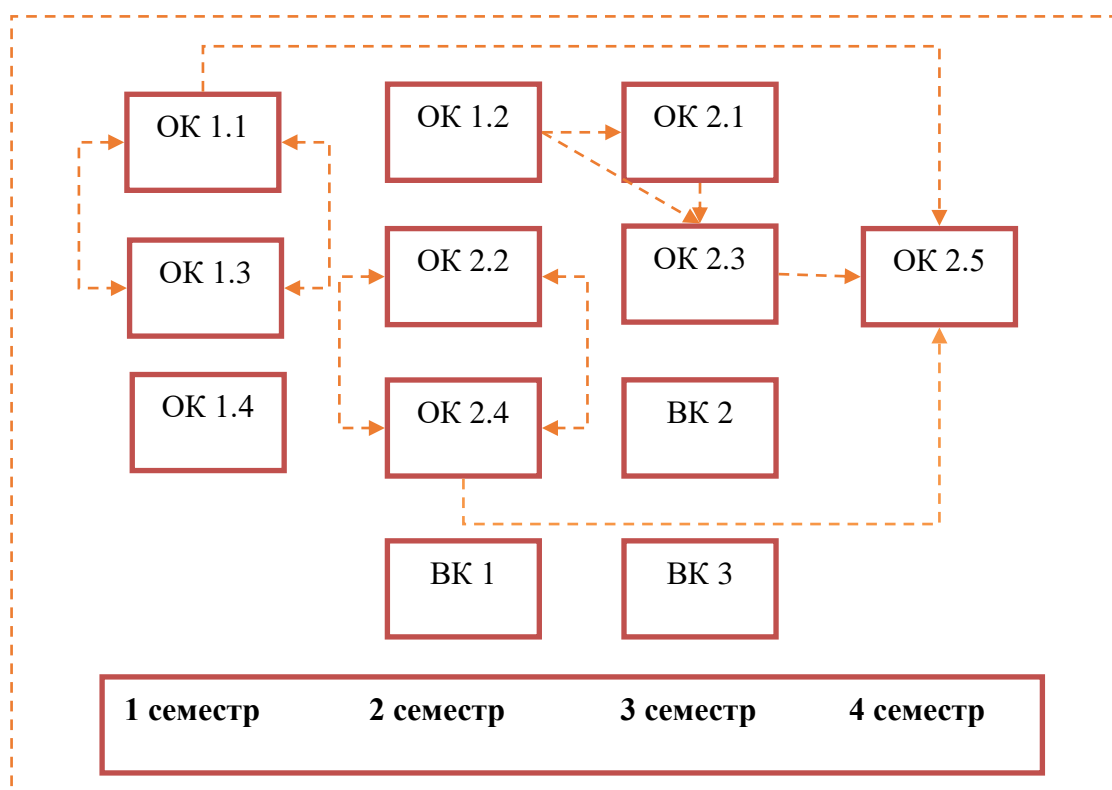 ОК 1.1
ОК 1.2
ОК 2.1
ОК 1.3
ОК 2.2
ОК 2.3
ОК 2.5
ОК 1.4
ОК 2.4
ВК 2
ВК 1
ВК 3
1 семестр 2 семестр 3 семестр 4 семестр